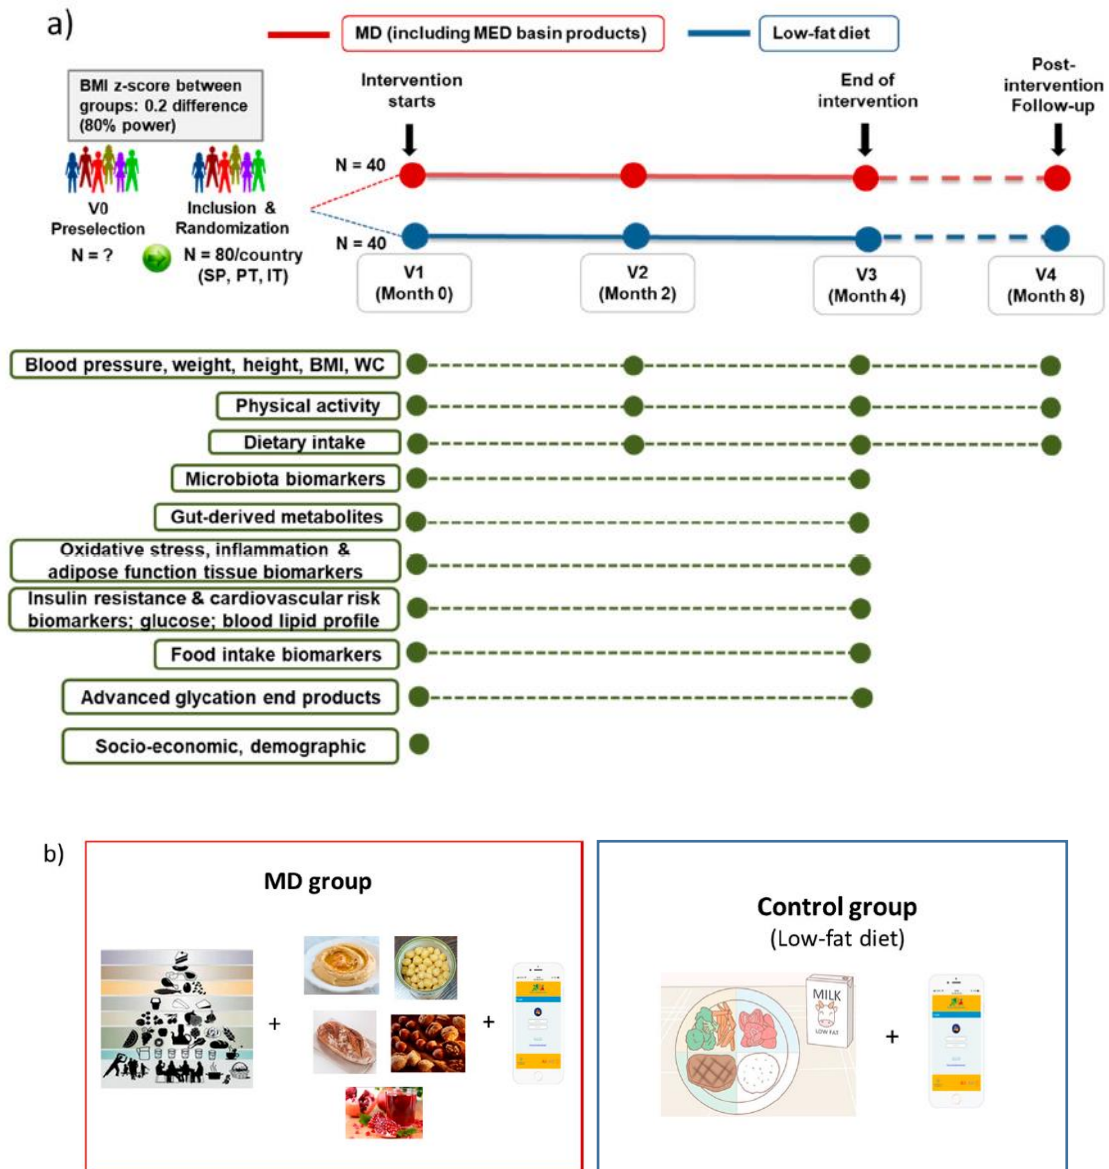 a)
MD (including MED basin products)
Low-fat diet
BMI z-score between
groups: 0.2 difference
(80% power)
Intervention
starts
End of
intervention
Post-
intervention
Follow-up
V0
Preselection
N = ?
Inclusion &
Randomization
N = 80/country
(SP, PT, IT)
N = 40
N = 40
V1
(Month 0)
V2
(Month 2)
V3
(Month 4)
V4
(Month 8)
Blood pressure, weight, height, BMI, WC
Physical activity
Dietary intake
Microbiota biomarkers
Gut-derived metabolites
Oxidative stress, inflammation &
adipose function tissue biomarkers
Insulin resistance & cardiovascular risk
biomarkers; glucose; blood lipid profile
Food intake biomarkers
Advanced glycation end products
Socio-economic, demographic
b)
MD group
+
+
Control group
(Low-fat diet)
MILK
LOW FAT
+